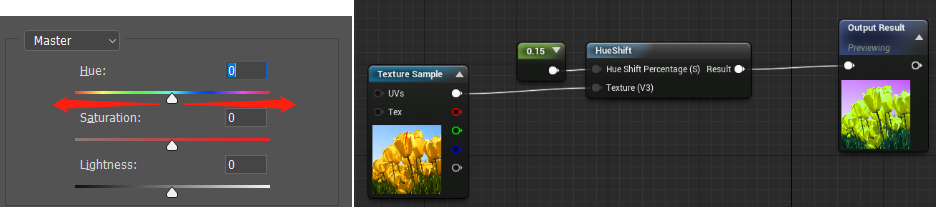 Master
Hue:
0
Saturation:
0
Lightness:
0
Texture Sample
UVs
Tex
0.15
HueShift
Hue Shift Percentage (S) Result
Texture (V3)
Output Result
Previewing